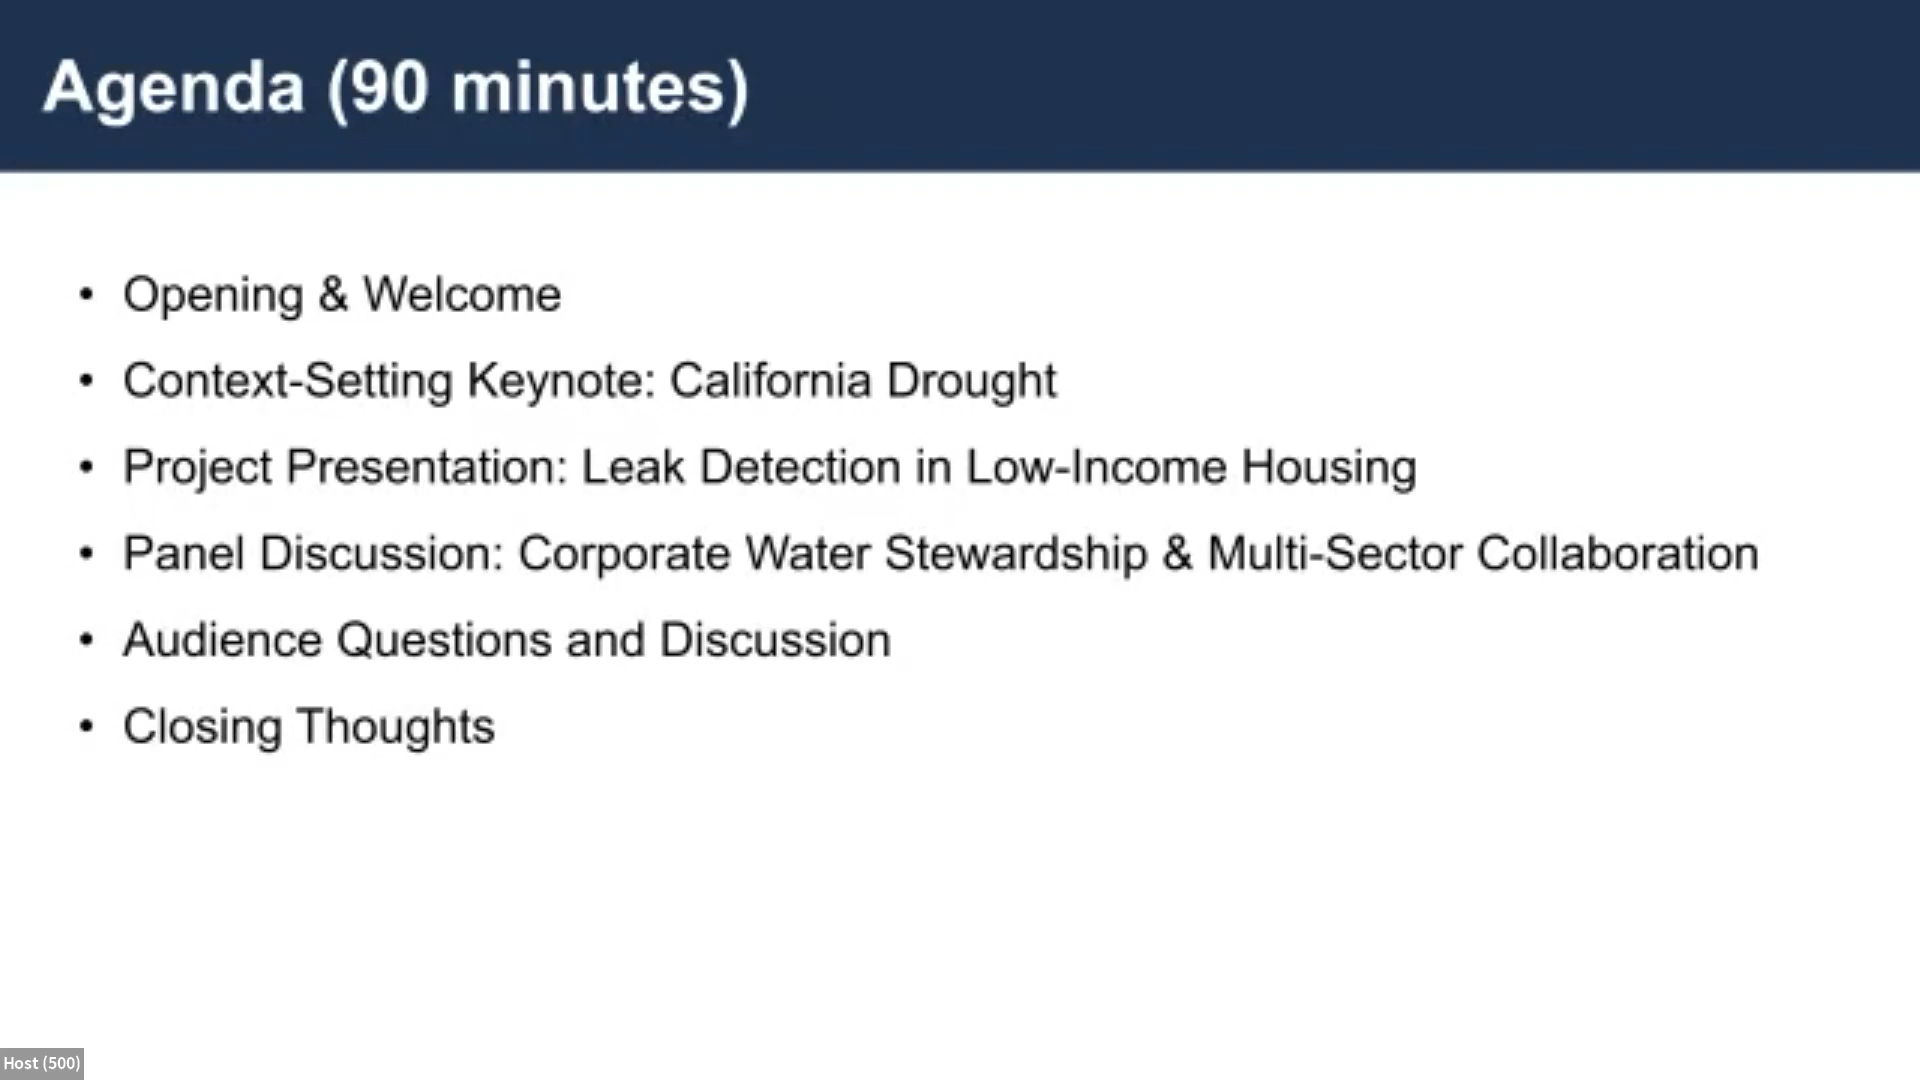 Agenda (90 minutes)
• Opening & Welcome
• Context-Setting Keynote: California Drought
• Project Presentation: Leak Detection in Low-Income Housing
• Panel Discussion: Corporate Water Stewardship & Multi-Sector Collaboration
• Audience Questions and Discussion
• Closing Thoughts
Host (500)